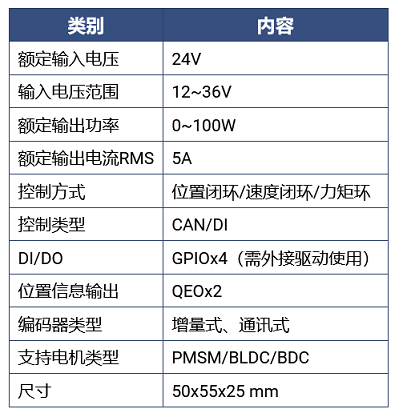 类别 内容
额定输入电压 24V
输入电压范围 12~36V
额定输出功率 0~100W
额定输出电流RMS 5A
控制方式 位置闭环/速度闭环/力矩环
控制类型 CAN/DI
DI/DO GPIOx4（需外接驱动使用）
位置信息输出 QEOx2
编码器类型 增量式、通讯式
支持电机类型 PMSM/BLDC/BDC
尺寸 50x55x25 mm